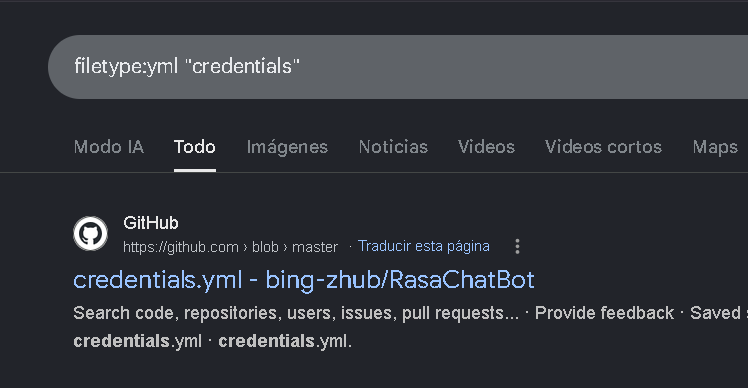 filetype:yml "credentials"
Modo IA Todo Imágenes Noticias Videos Videos cortos Maps
GitHub
https://github.com › blob › master · Traducir esta página
credentials.yml - bing-zhub/RasaChatBot
Search code, repositories, users, issues, pull requests... · Provide feedback · Saved
credentials.yml · credentials.yml.